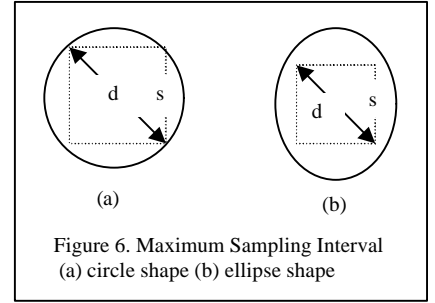 d s
d s
(a)
(b)
Figure 6. Maximum Sampling Interval
(a) circle shape (b) ellipse shape